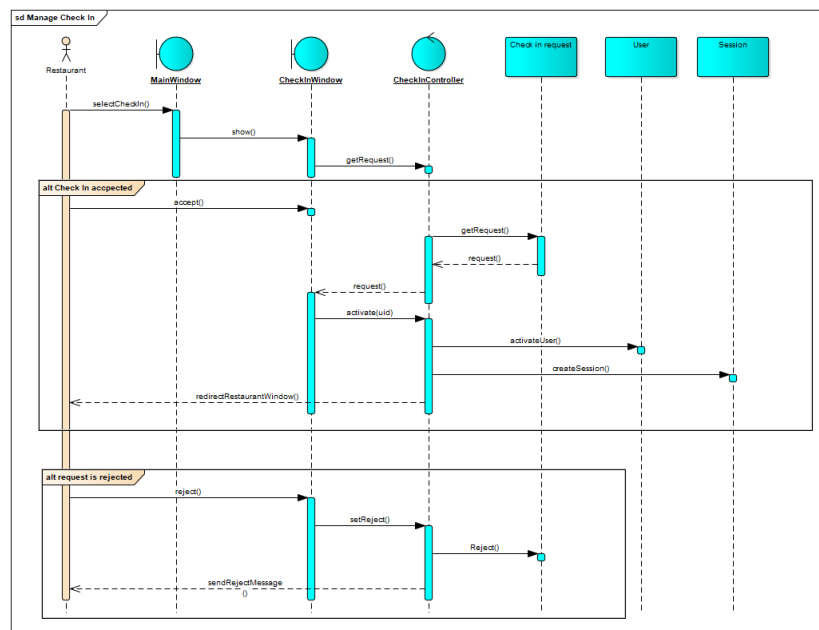 sd Manage Check In
Restaurant
MainWindow
CheckInWindow
CheckInController
Check in request
User
Session
selectCheckIn()
show()
getRequest()
alt Check In accpected
accept()
getRequest()
request()
request()
activate(uid)
activateUser()
createSession()
redirectRestaurantWindow()
alt request is rejected
reject()
setReject()
Reject()
sendRejectMessage
()